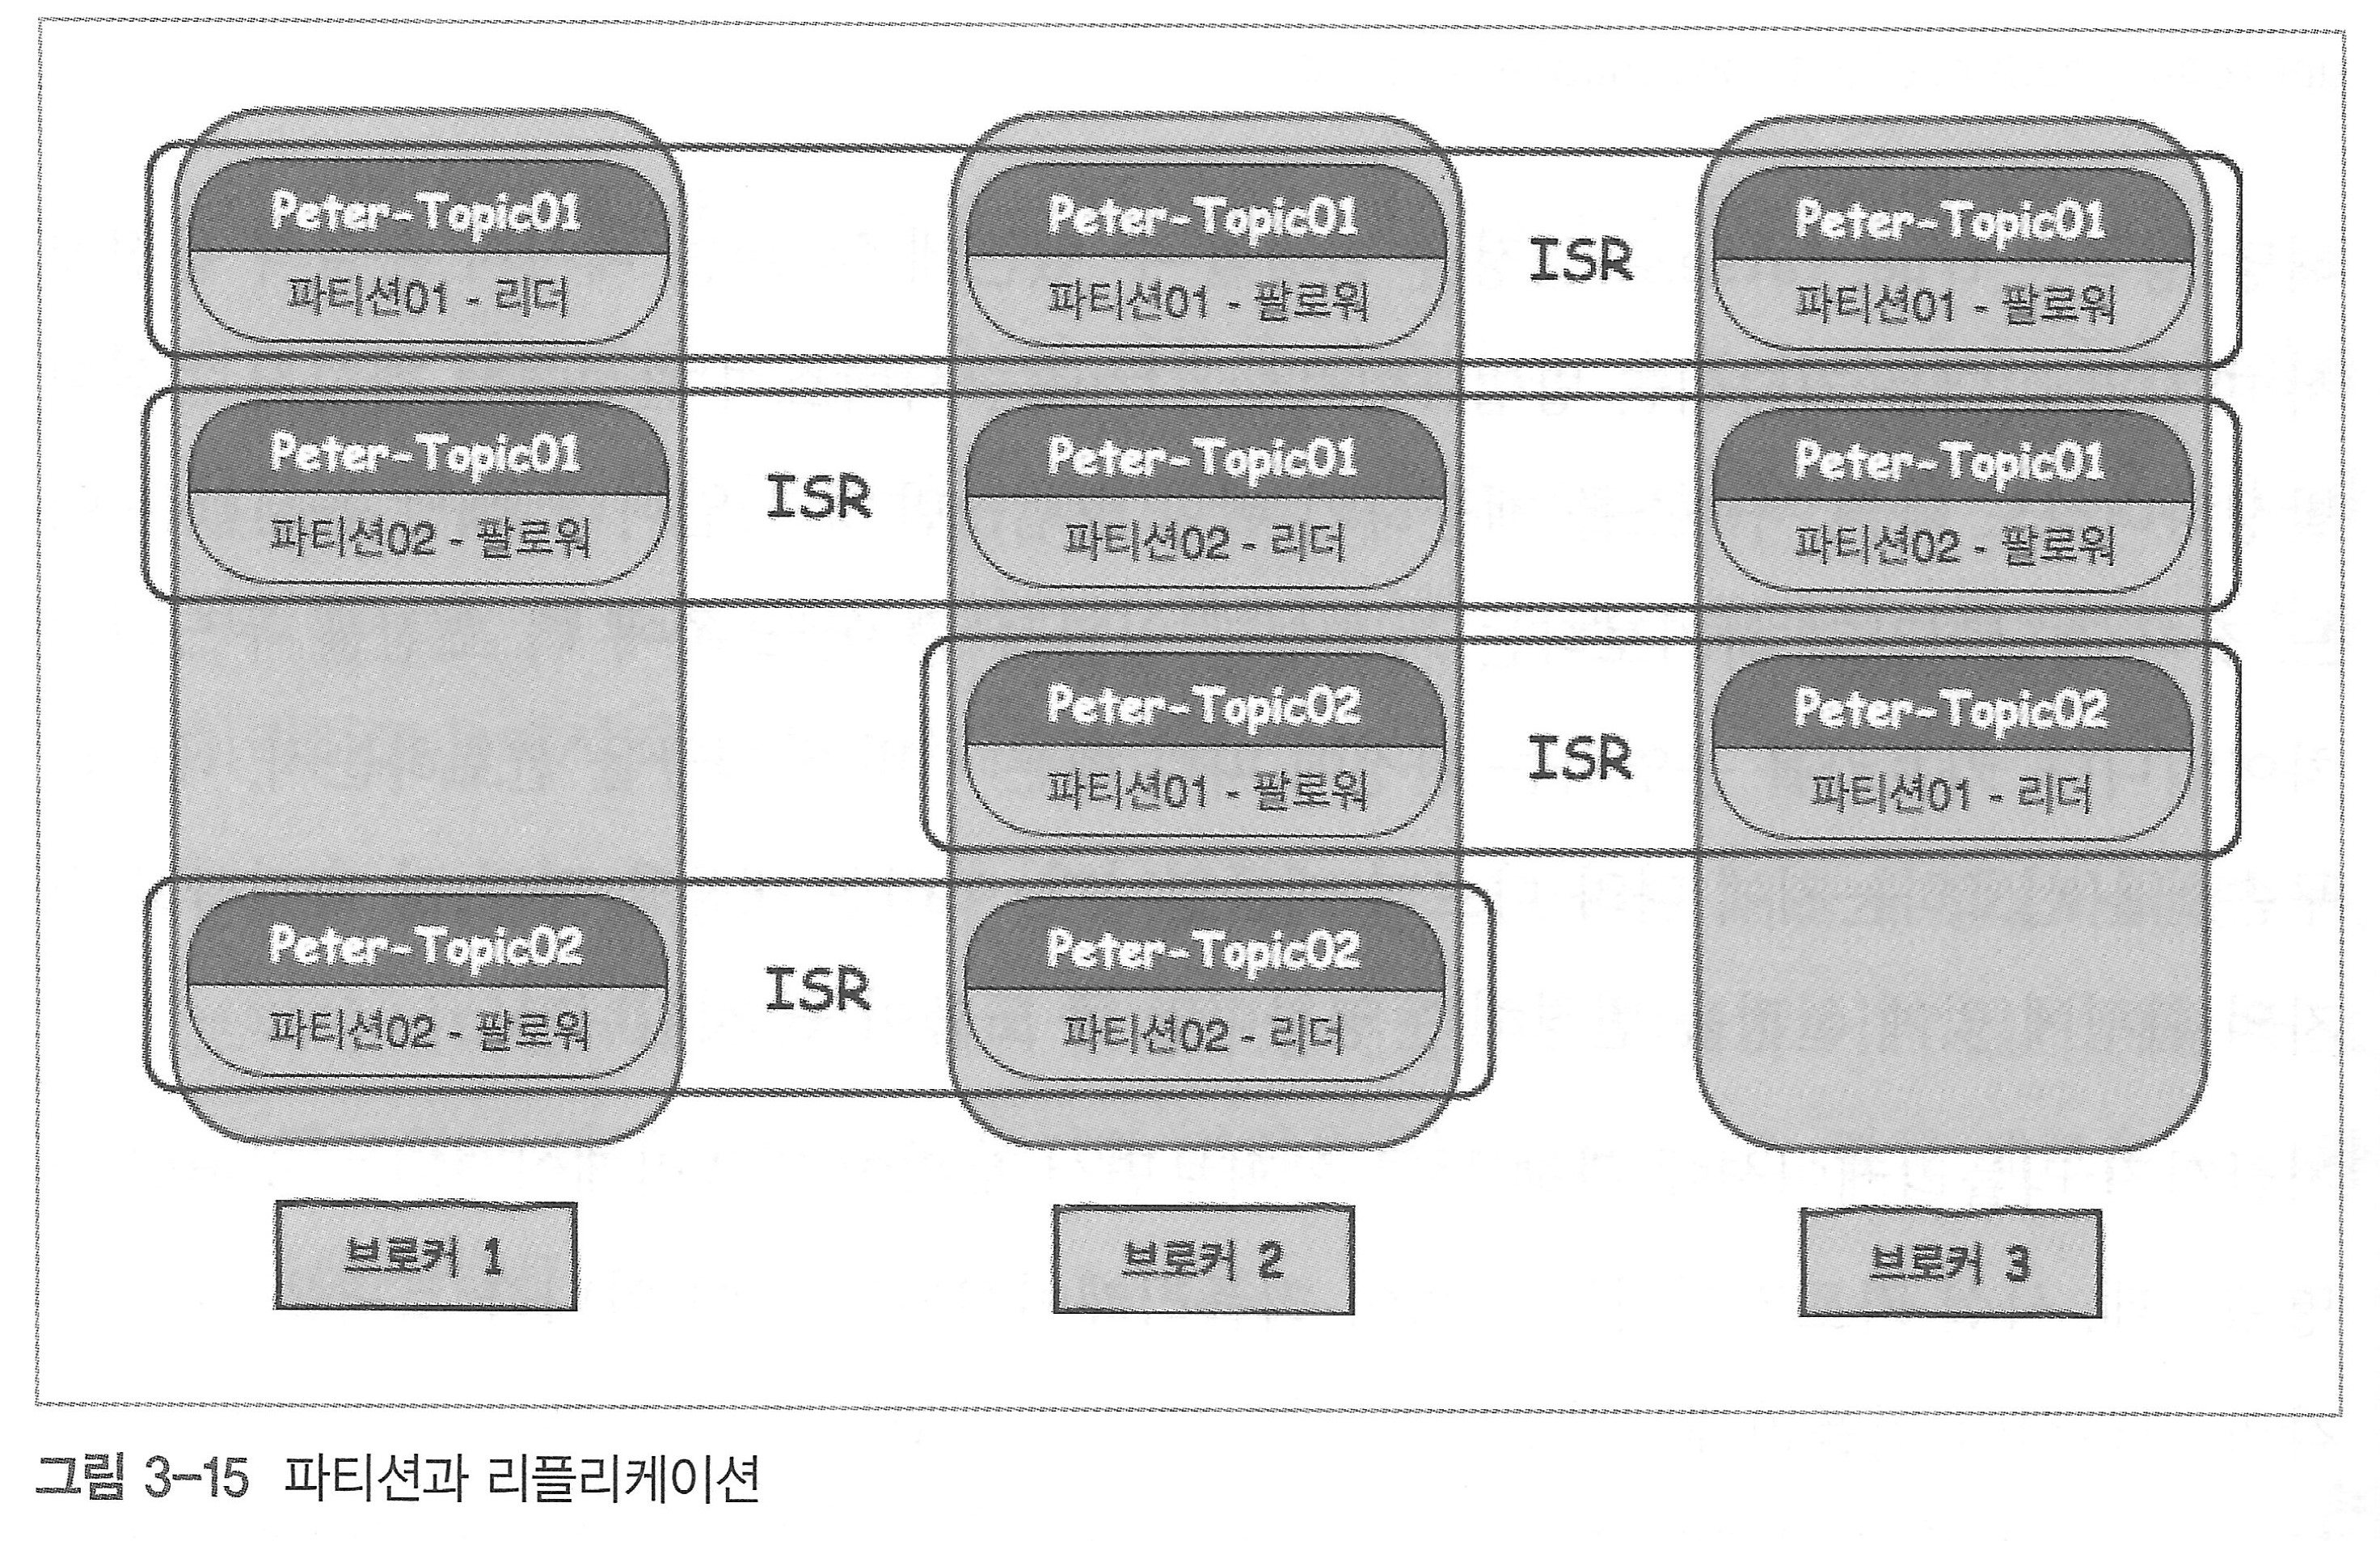 Peter-Topic01
파티션01 - 리더
Peter-Topic01
파티션01 - 팔로워
ISR
Peter-Topic01
파티션01 - 팔로워
Peter-Topic01
파티션02 - 팔로워
ISR
Peter-Topic01
파티션02 - 리더
Peter-Topic01
파티션02 - 팔로워
Peter-Topic02
파티션01 - 팔로워
ISR
Peter-Topic02
파티션01 - 리더
Peter-Topic02
파티션02 - 팔로워
ISR
Peter-Topic02
파티션02 - 리더
브로커 1
브로커 2
브로커 3
그림 3-15 파티션과 리플리케이션